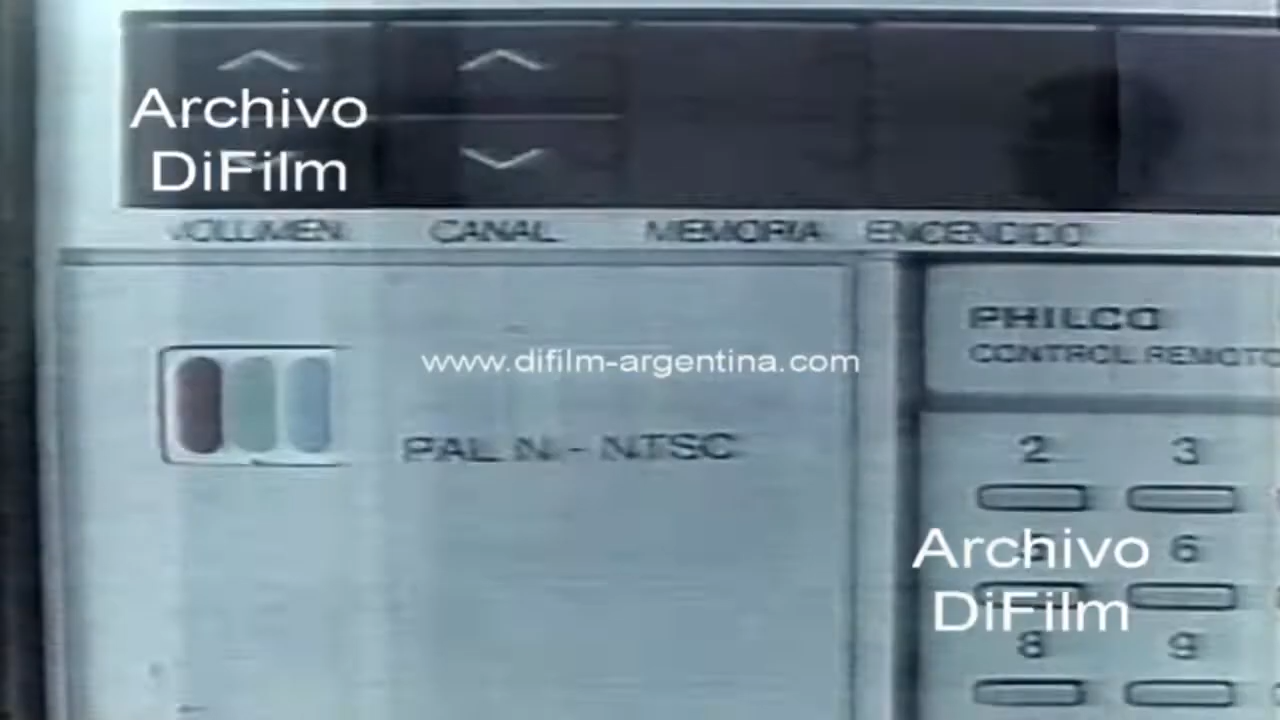 Archivo
DiFilm
VOLUMEN
CANAL
MEMORIA
ENCENDIDO
PHILCO
CONTROL REMOTO
www.difilm-argentina.com
PAL N - NTSC
2
3
Archivo
DiFilm
5
6
8
9